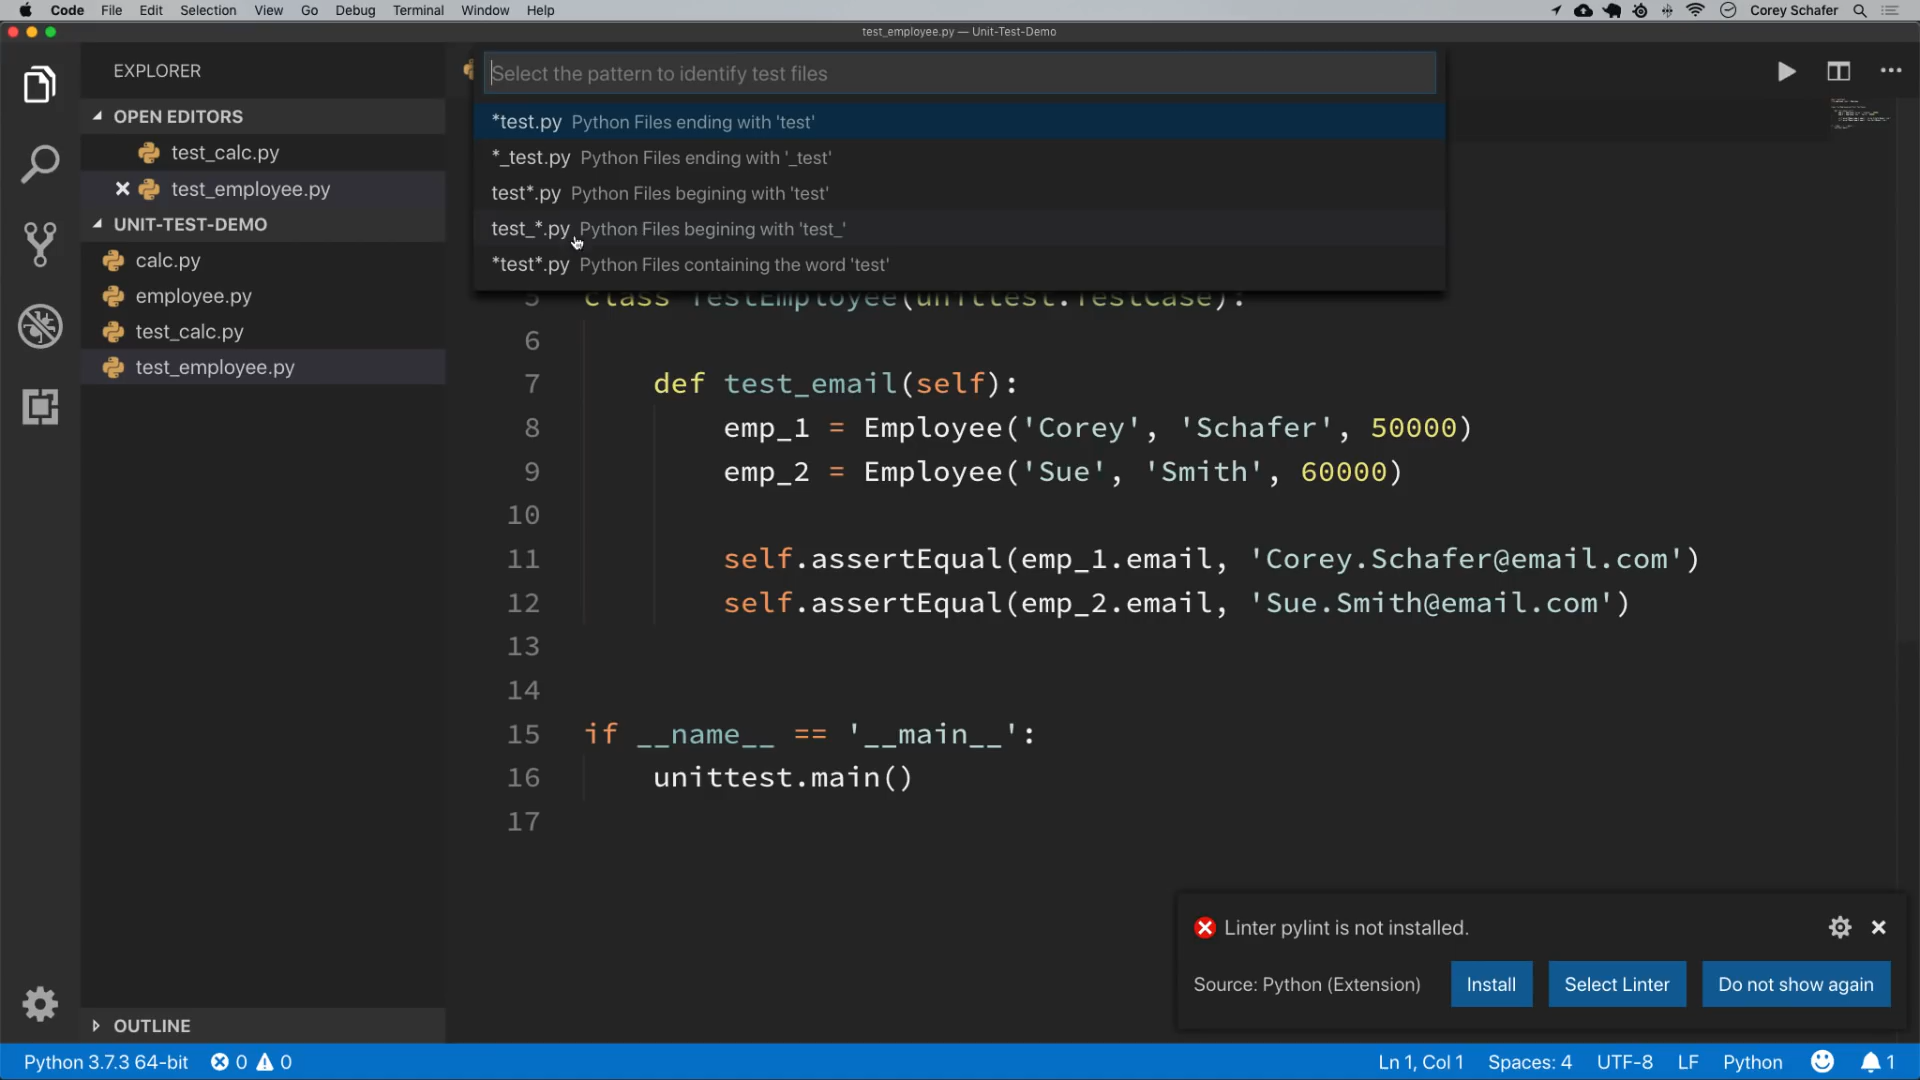 Code File Edit Selection View Go Debug Terminal Window Help Corey Schafer
test_employee.py — Unit-Test-Demo
EXPLORER
OPEN EDITORS
test_calc.py
test_employee.py
UNIT-TEST-DEMO
calc.py
employee.py
test_calc.py
test_employee.py
OUTLINE
Select the pattern to identify test files
*test.py Python Files ending with 'test'
*_test.py Python Files ending with '_test'
test*.py Python Files begining with 'test'
test_*.py Python Files begining with 'test_'
*test*.py Python Files containing the word 'test'
5 class TestEmployee(unittest.TestCase):
6
7 def test_email(self):
8 emp_1 = Employee('Corey', 'Schafer', 50000)
9 emp_2 = Employee('Sue', 'Smith', 60000)
10
11 self.assertEqual(emp_1.email, 'Corey.Schafer@email.com')
12 self.assertEqual(emp_2.email, 'Sue.Smith@email.com')
13
14
15 if __name__ == '__main__':
16 unittest.main()
17
Linter pylint is not installed.
Source: Python (Extension) Install Select Linter Do not show again
Python 3.7.3 64-bit 0 0 Ln 1, Col 1 Spaces: 4 UTF-8 LF Python 1